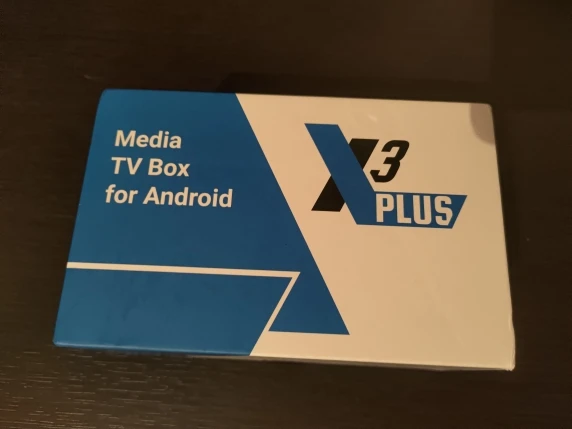 Media
TV Box
for Android
X3
PLUS